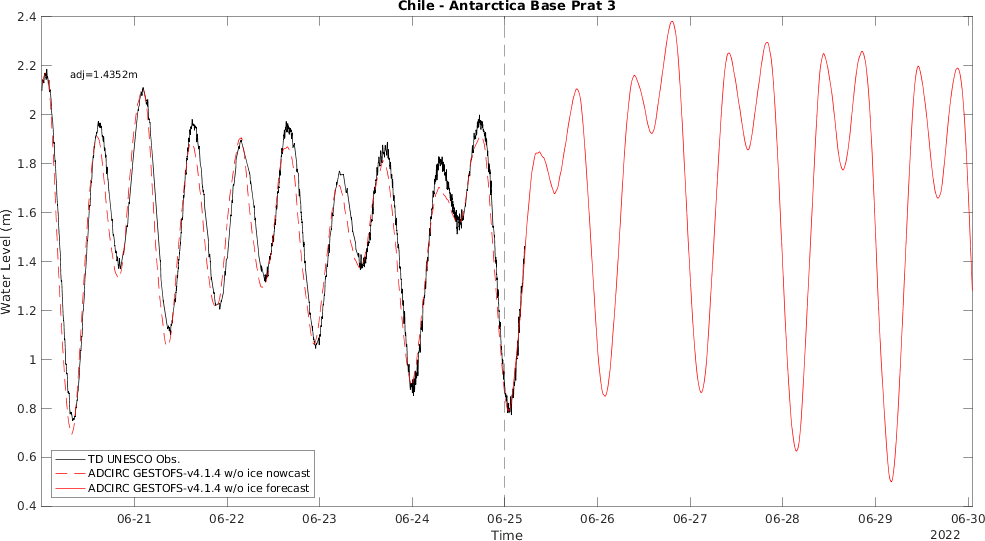 Chile - Antarctica Base Prat 3
2.4
2.2
2
1.8
1.6
1.4
1.2
1
0.8
0.6
0.4
Water Level (m)
adj=1.4352m
TD UNESCO Obs.
ADCIRC GESTOFS-v4.1.4 w/o ice nowcast
ADCIRC GESTOFS-v4.1.4 w/o ice forecast
06-21 06-22 06-23 06-24 06-25 06-26 06-27 06-28 06-29 06-30
Time
2022